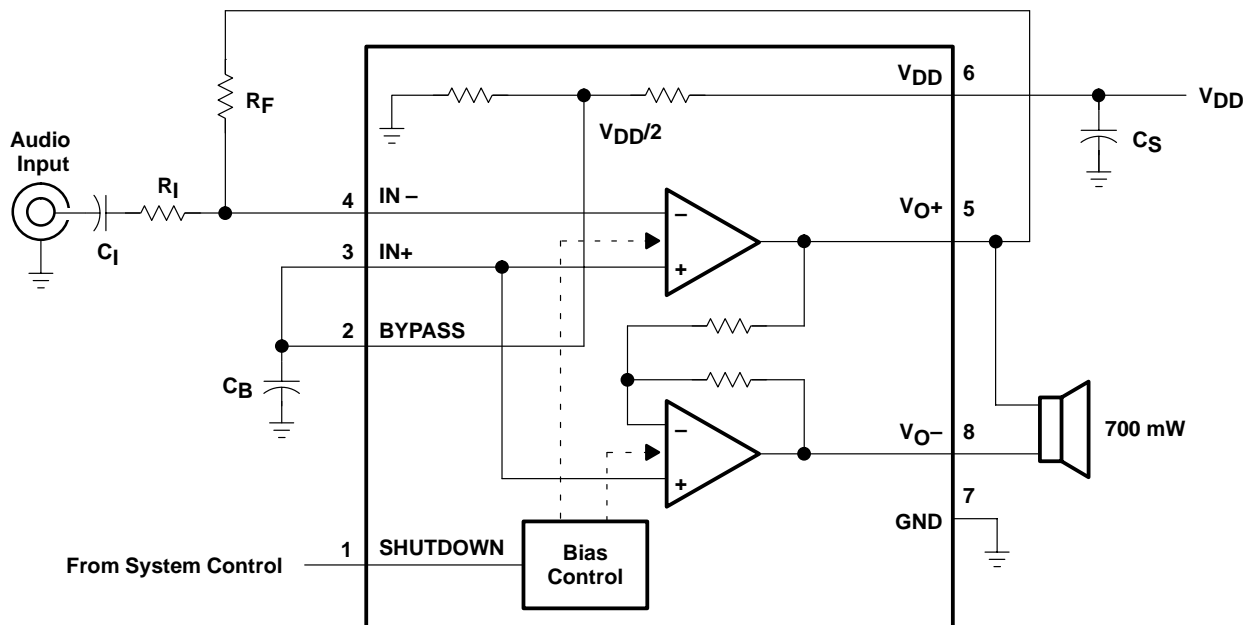 VDD 6
VDD
RF
VDD/2
CS
Audio
Input
RI
CI
4 IN −
VO+ 5
−
+
3 IN+
2 BYPASS
CB
−
+
VO− 8
700 mW
7
GND
1 SHUTDOWN
From System Control
Bias
Control